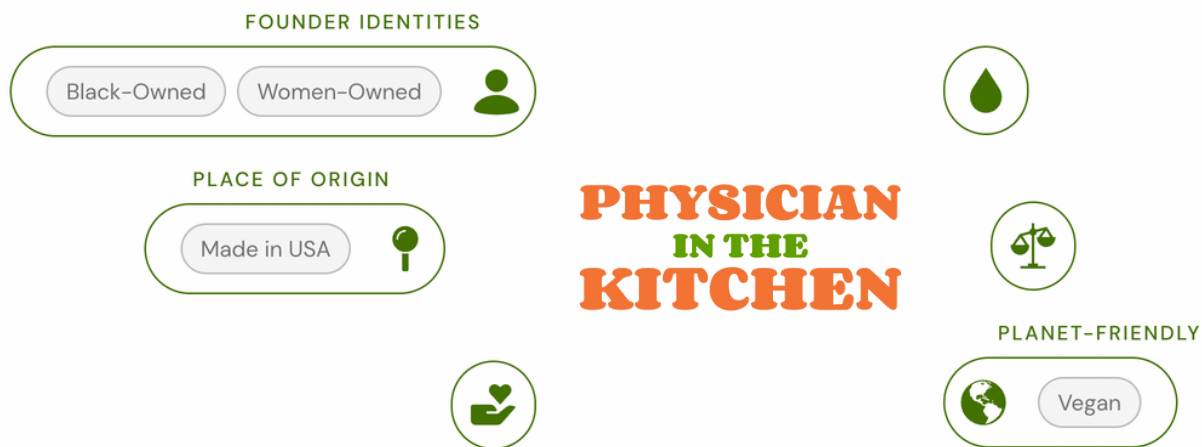 FOUNDER IDENTITIES
Black-Owned Women-Owned
PLACE OF ORIGIN
Made in USA
PHYSICIAN
IN THE
KITCHEN
PLANET-FRIENDLY
Vegan